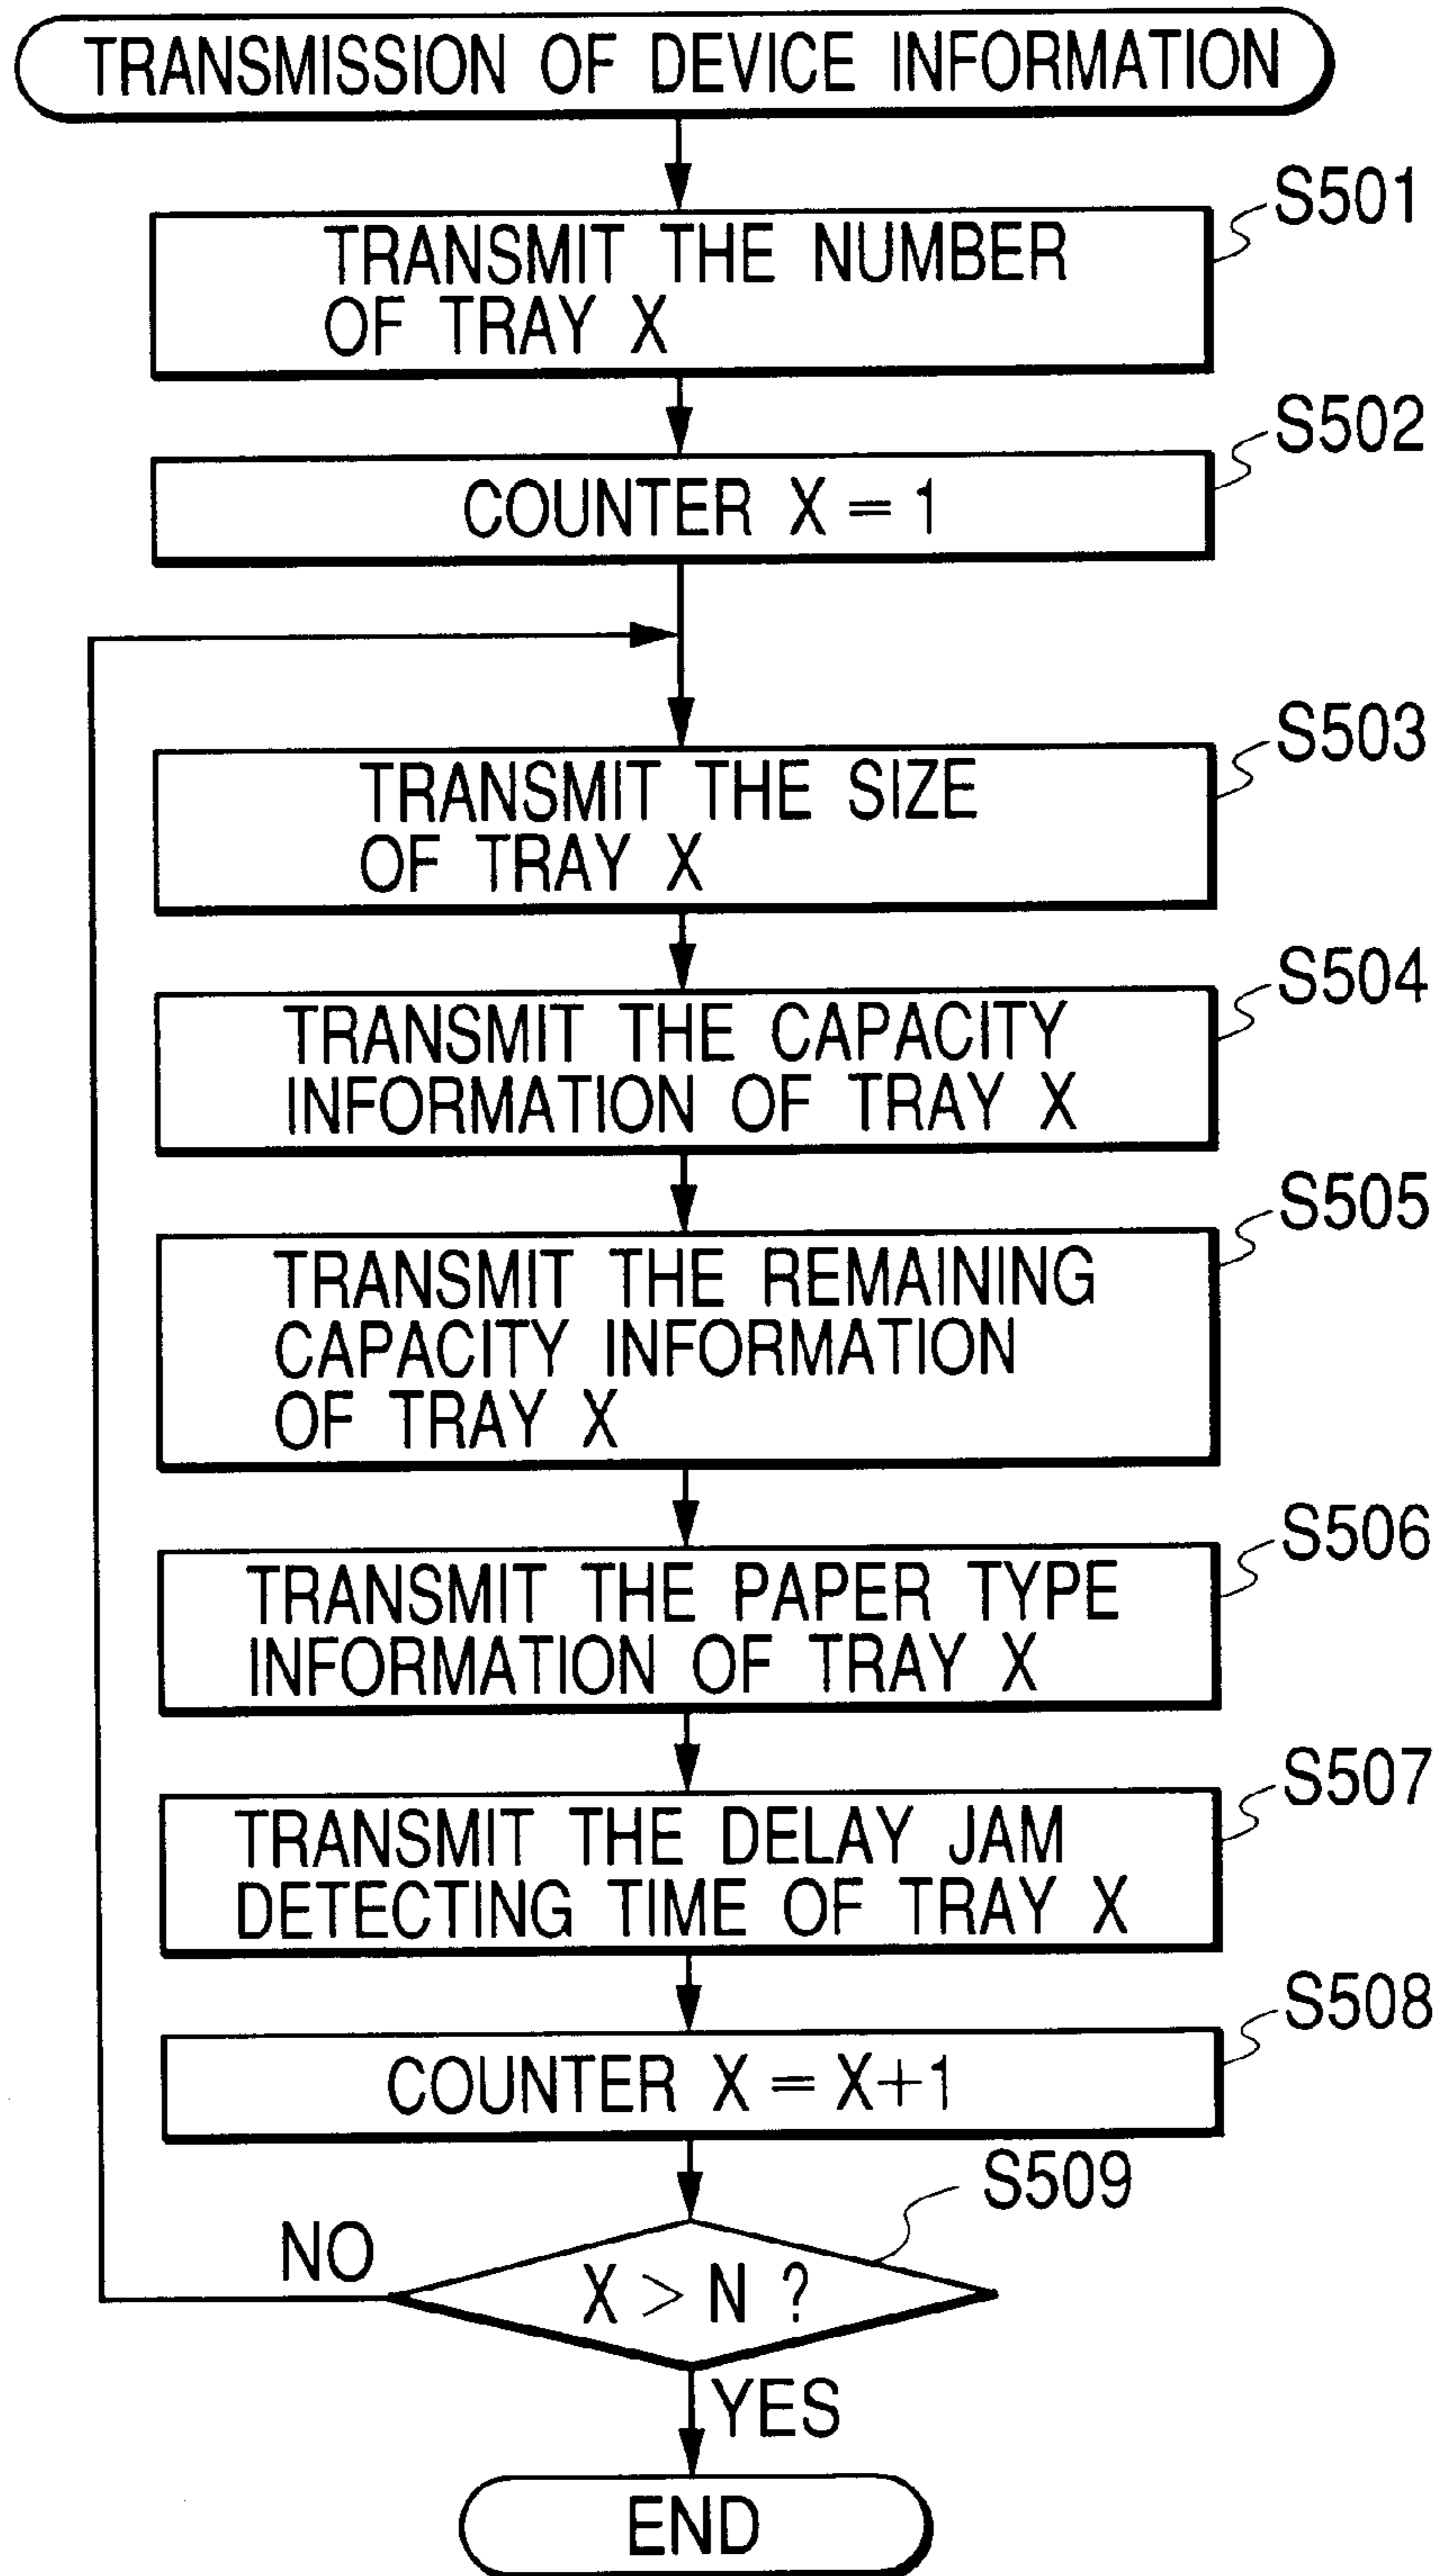 TRANSMISSION OF DEVICE INFORMATION
S501
TRANSMIT THE NUMBER
OF TRAY X
S502
COUNTER X = 1
S503
TRANSMIT THE SIZE
OF TRAY X
S504
TRANSMIT THE CAPACITY
INFORMATION OF TRAY X
S505
TRANSMIT THE REMAINING
CAPACITY INFORMATION
OF TRAY X
S506
TRANSMIT THE PAPER TYPE
INFORMATION OF TRAY X
S507
TRANSMIT THE DELAY JAM
DETECTING TIME OF TRAY X
S508
COUNTER X = X+1
S509
NO
X > N ?
YES
END